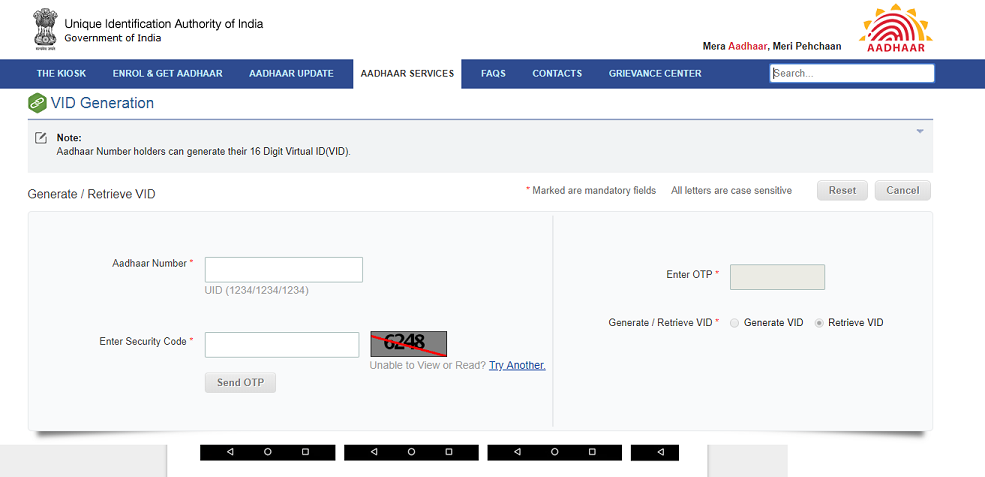 Unique Identification Authority of India
Government of India
Mera Aadhaar, Meri Pehchaan
AADHAAR
THE KIOSK ENROL & GET AADHAAR AADHAAR UPDATE AADHAAR SERVICES FAQS CONTACTS GRIEVANCE CENTER Search...
VID Generation
Note:
Aadhaar Number holders can generate their 16 Digit Virtual ID(VID).
Generate / Retrieve VID * Marked are mandatory fields All letters are case sensitive Reset Cancel
Aadhaar Number *
UID (1234/1234/1234)
Enter Security Code * 6248
Unable to View or Read? Try Another.
Send OTP
Enter OTP *
Generate / Retrieve VID * Generate VID Retrieve VID